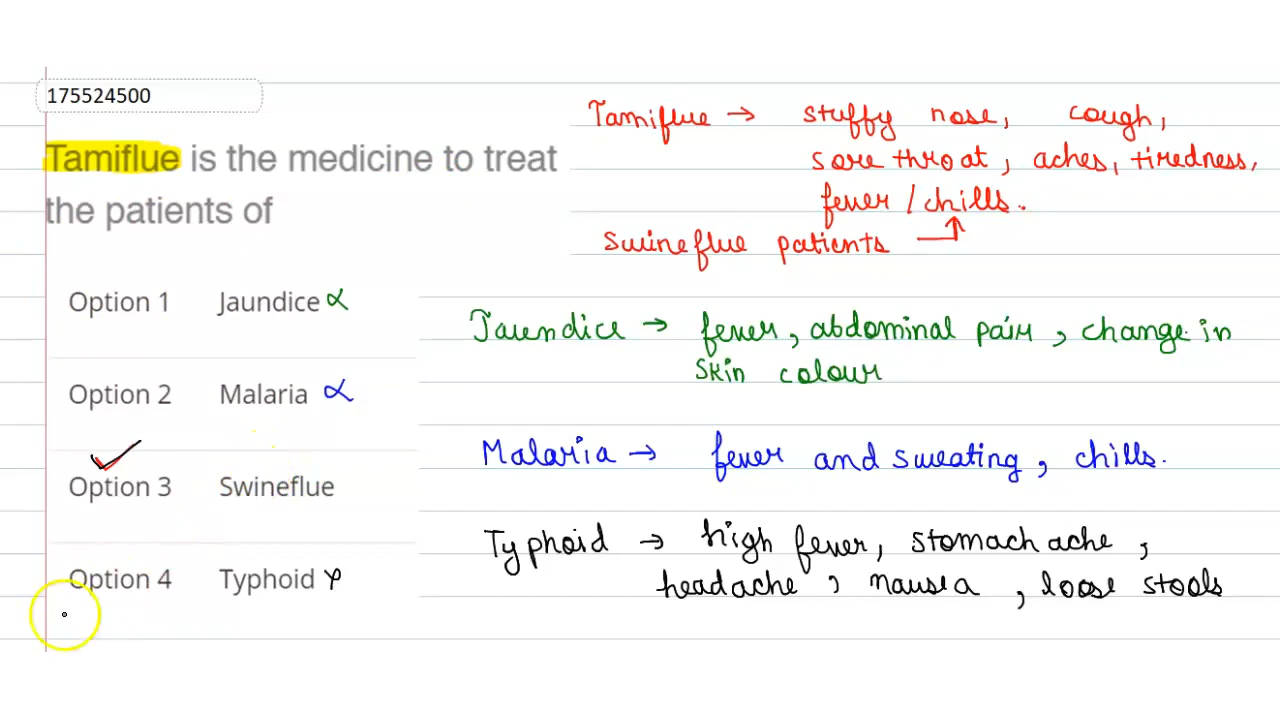 175524500
Tamiflue is the medicine to treat
the patients of
Option 1 Jaundice α
Option 2 Malaria α
Option 3 Swineflue
Option 4 Typhoid
Tamiflue → stuffy nose, cough,
sore throat, aches, tiredness,
fever / chills.
swineflue patients
Jaundice → fever, abdominal pain, change in
skin colour
Malaria → fever and sweating, chills.
Typhoid → high fever, stomach ache,
headache, nausea, loose stools